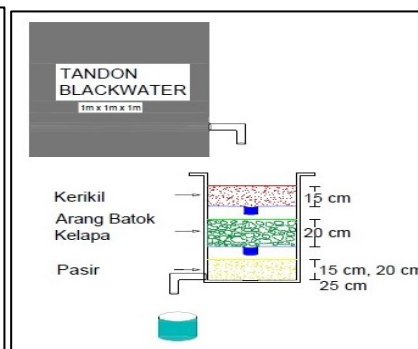 TANDON
BLACKWATER
1m x 1m x 1m
Kerikil
15 cm
Arang Batok
Kelapa
20 cm
Pasir
15 cm, 20 cm
25 cm